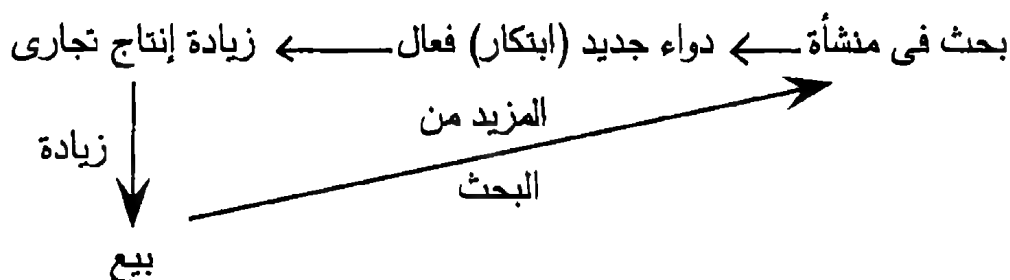 بحث فى منشأة ← دواء جديد (ابتكار) فعال ← زيادة إنتاج تجارى
المزيد من
زيادة
البحث
بيع